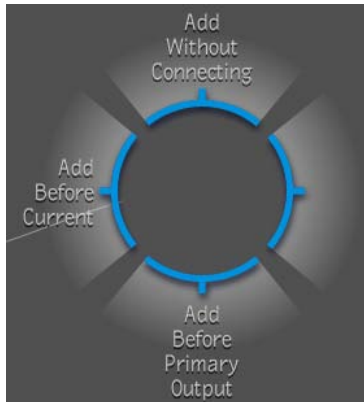 Add
Without
Connecting
Add
Before
Current
Add
Before
Primary
Output